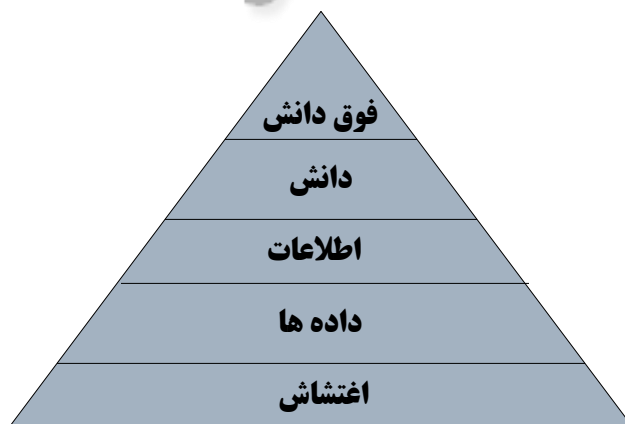 فوق دانش
دانش
اطلاعات
داده ها
اغتشاش